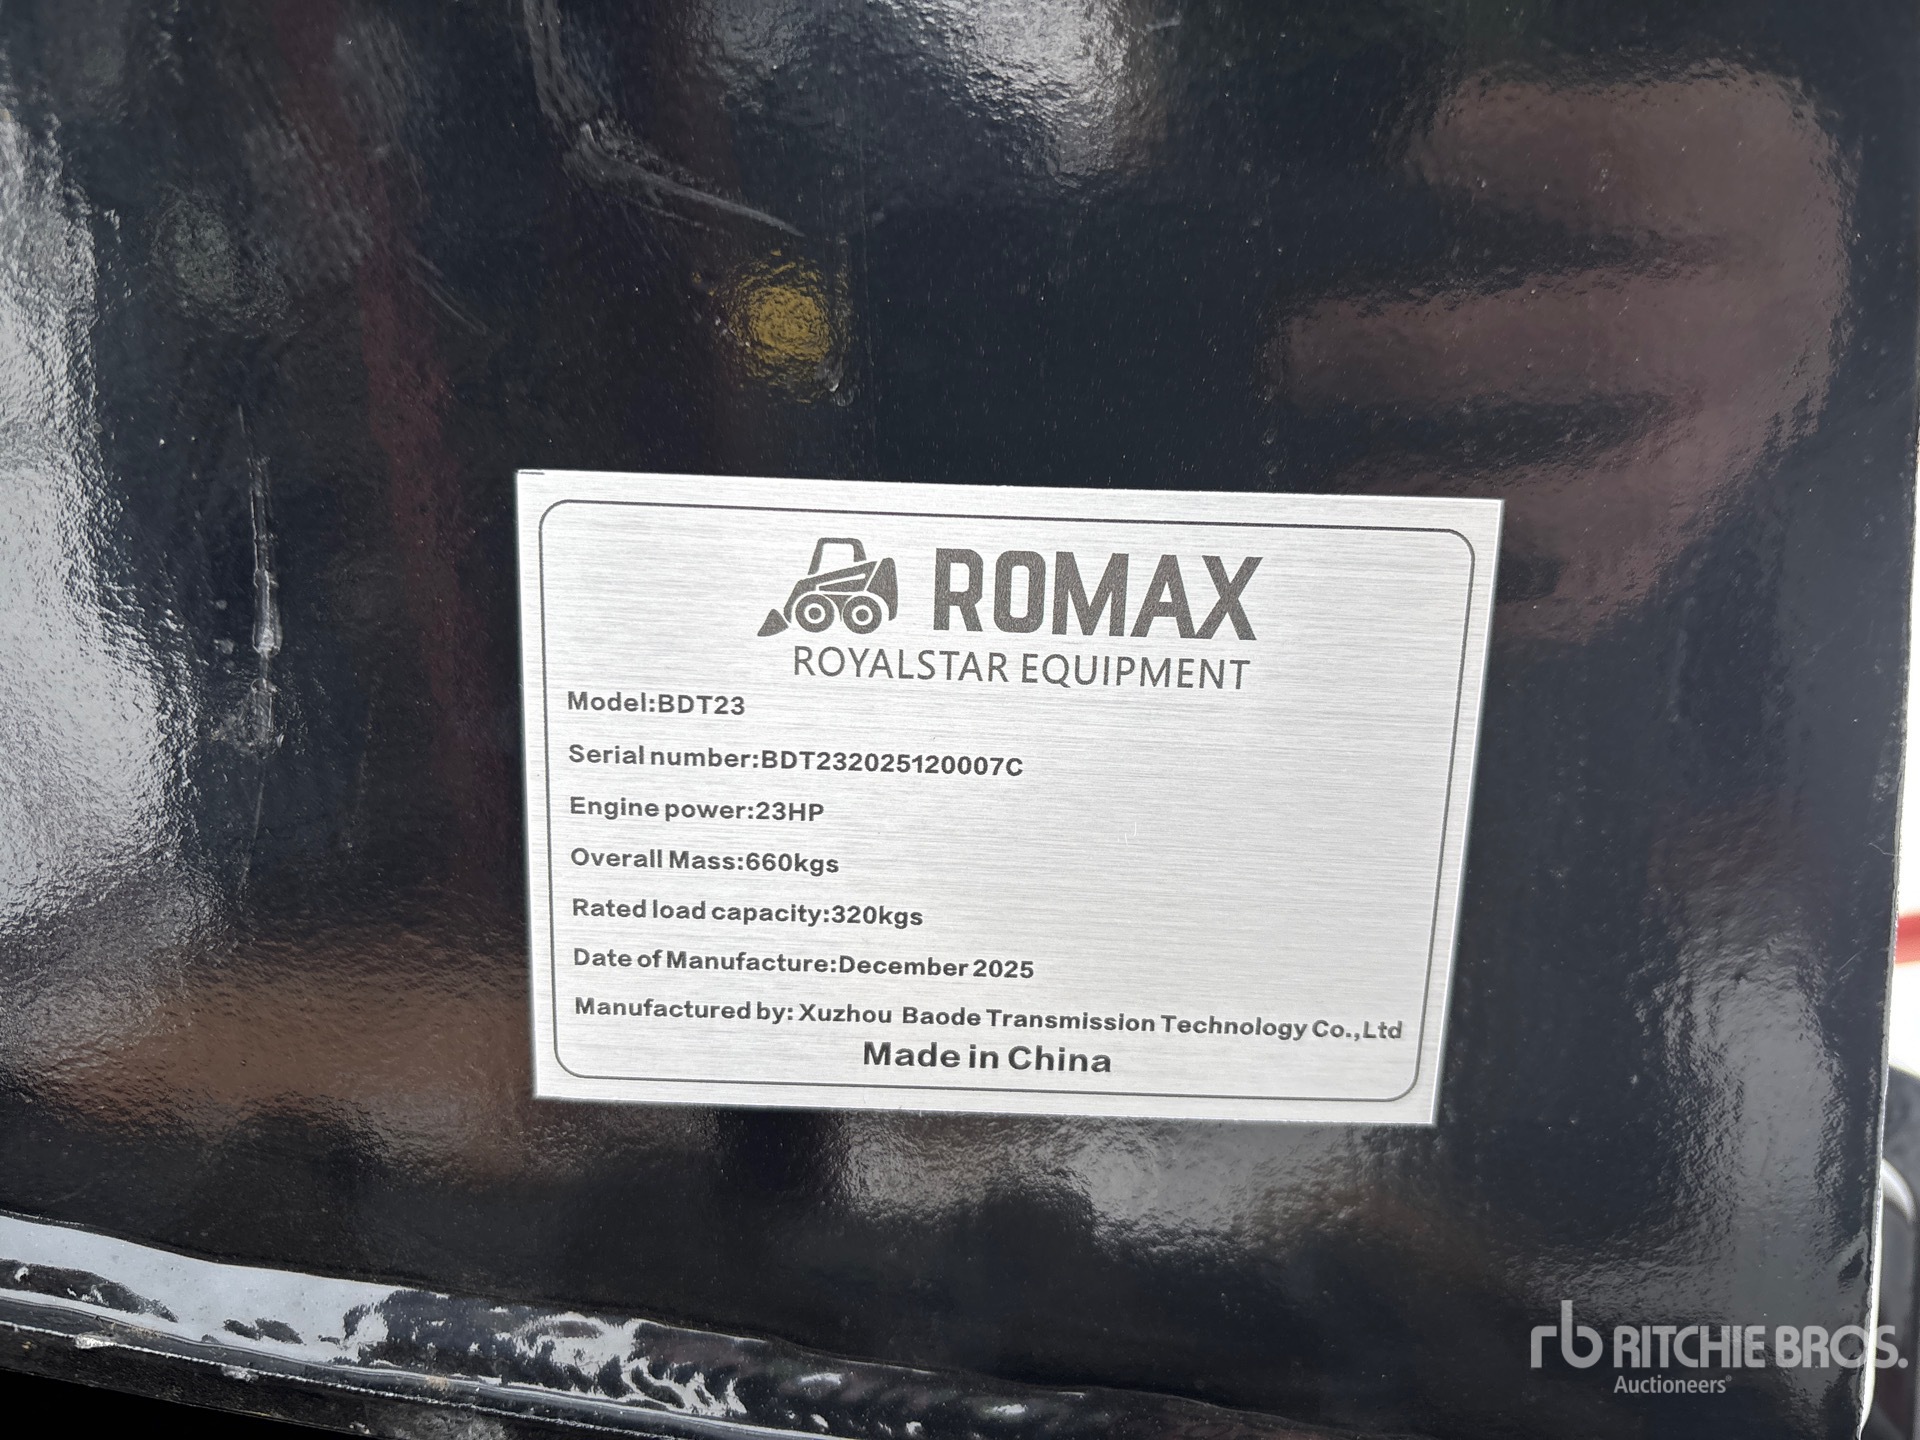 ROMAX
ROYALSTAR EQUIPMENT
Model:BDT23
Serial number:BDT232025120007C
Engine power:23HP
Overall Mass:660kgs
Rated load capacity:320kgs
Date of Manufacture:December 2025
Manufactured by: Xuzhou Baode Transmission Technology Co.,Ltd
Made in China
rb RITCHIE BROS.
Auctioneers®